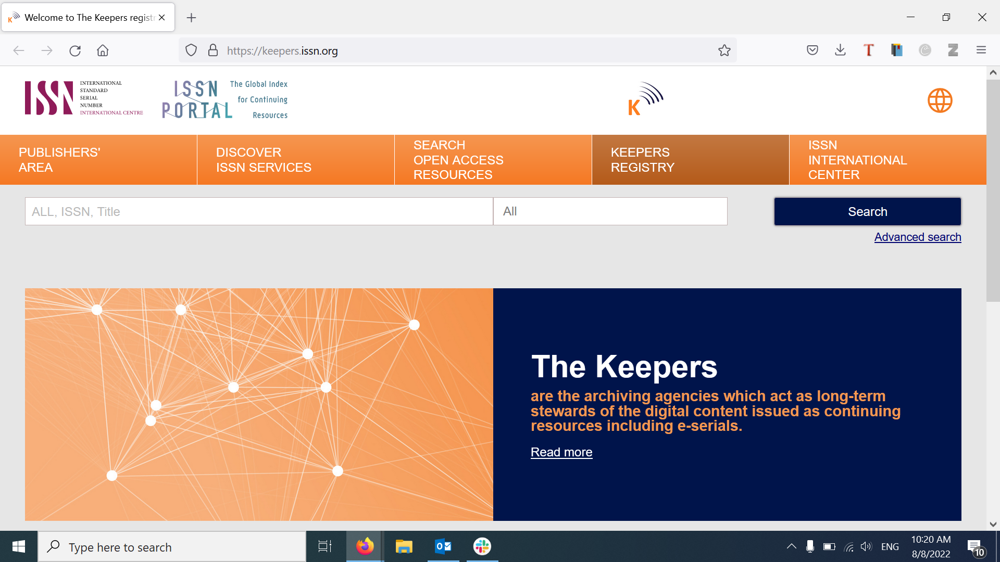 Welcome to The Keepers regist
https://keepers.issn.org
ISSN
INTERNATIONAL
STANDARD
SERIAL
NUMBER
INTERNATIONAL CENTRE
ISSN
PORTAL
The Global Index
for Continuing
Resources
K
PUBLISHERS'
AREA
DISCOVER
ISSN SERVICES
SEARCH
OPEN ACCESS
RESOURCES
KEEPERS
REGISTRY
ISSN
INTERNATIONAL
CENTER
ALL, ISSN, Title
All
Search
Advanced search
The Keepers
are the archiving agencies which act as long-term
stewards of the digital content issued as continuing
resources including e-serials.
Read more
Type here to search
ENG
10:20 AM
8/8/2022
10